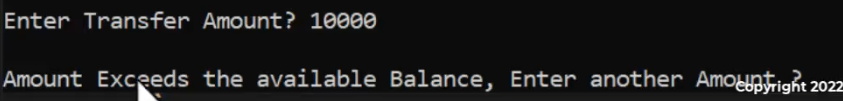 Enter Transfer Amount? 10000
Amount Exceeds the available Balance, Enter another Amount ?
Copyright 2022